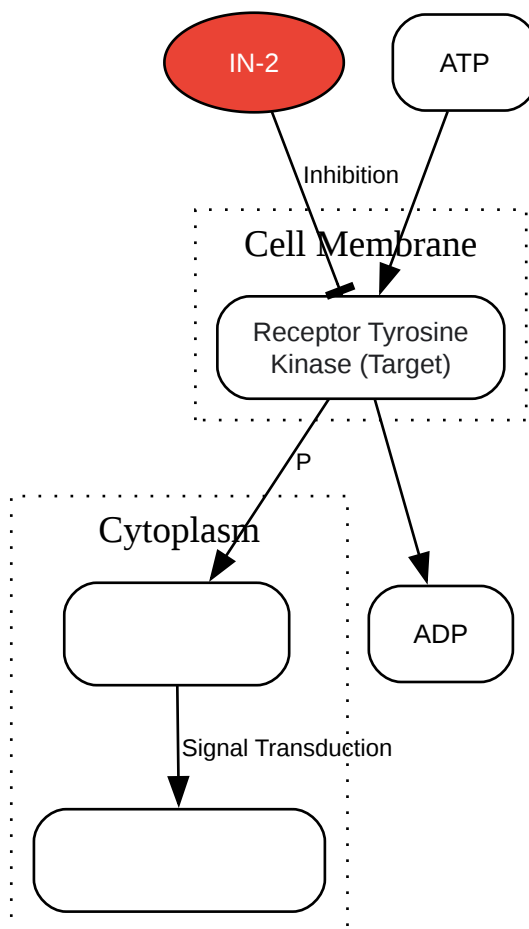 IN-2
ATP
Inhibition
Cell Membrane
Receptor Tyrosine
Kinase (Target)
P
Cytoplasm
ADP
Signal Transduction